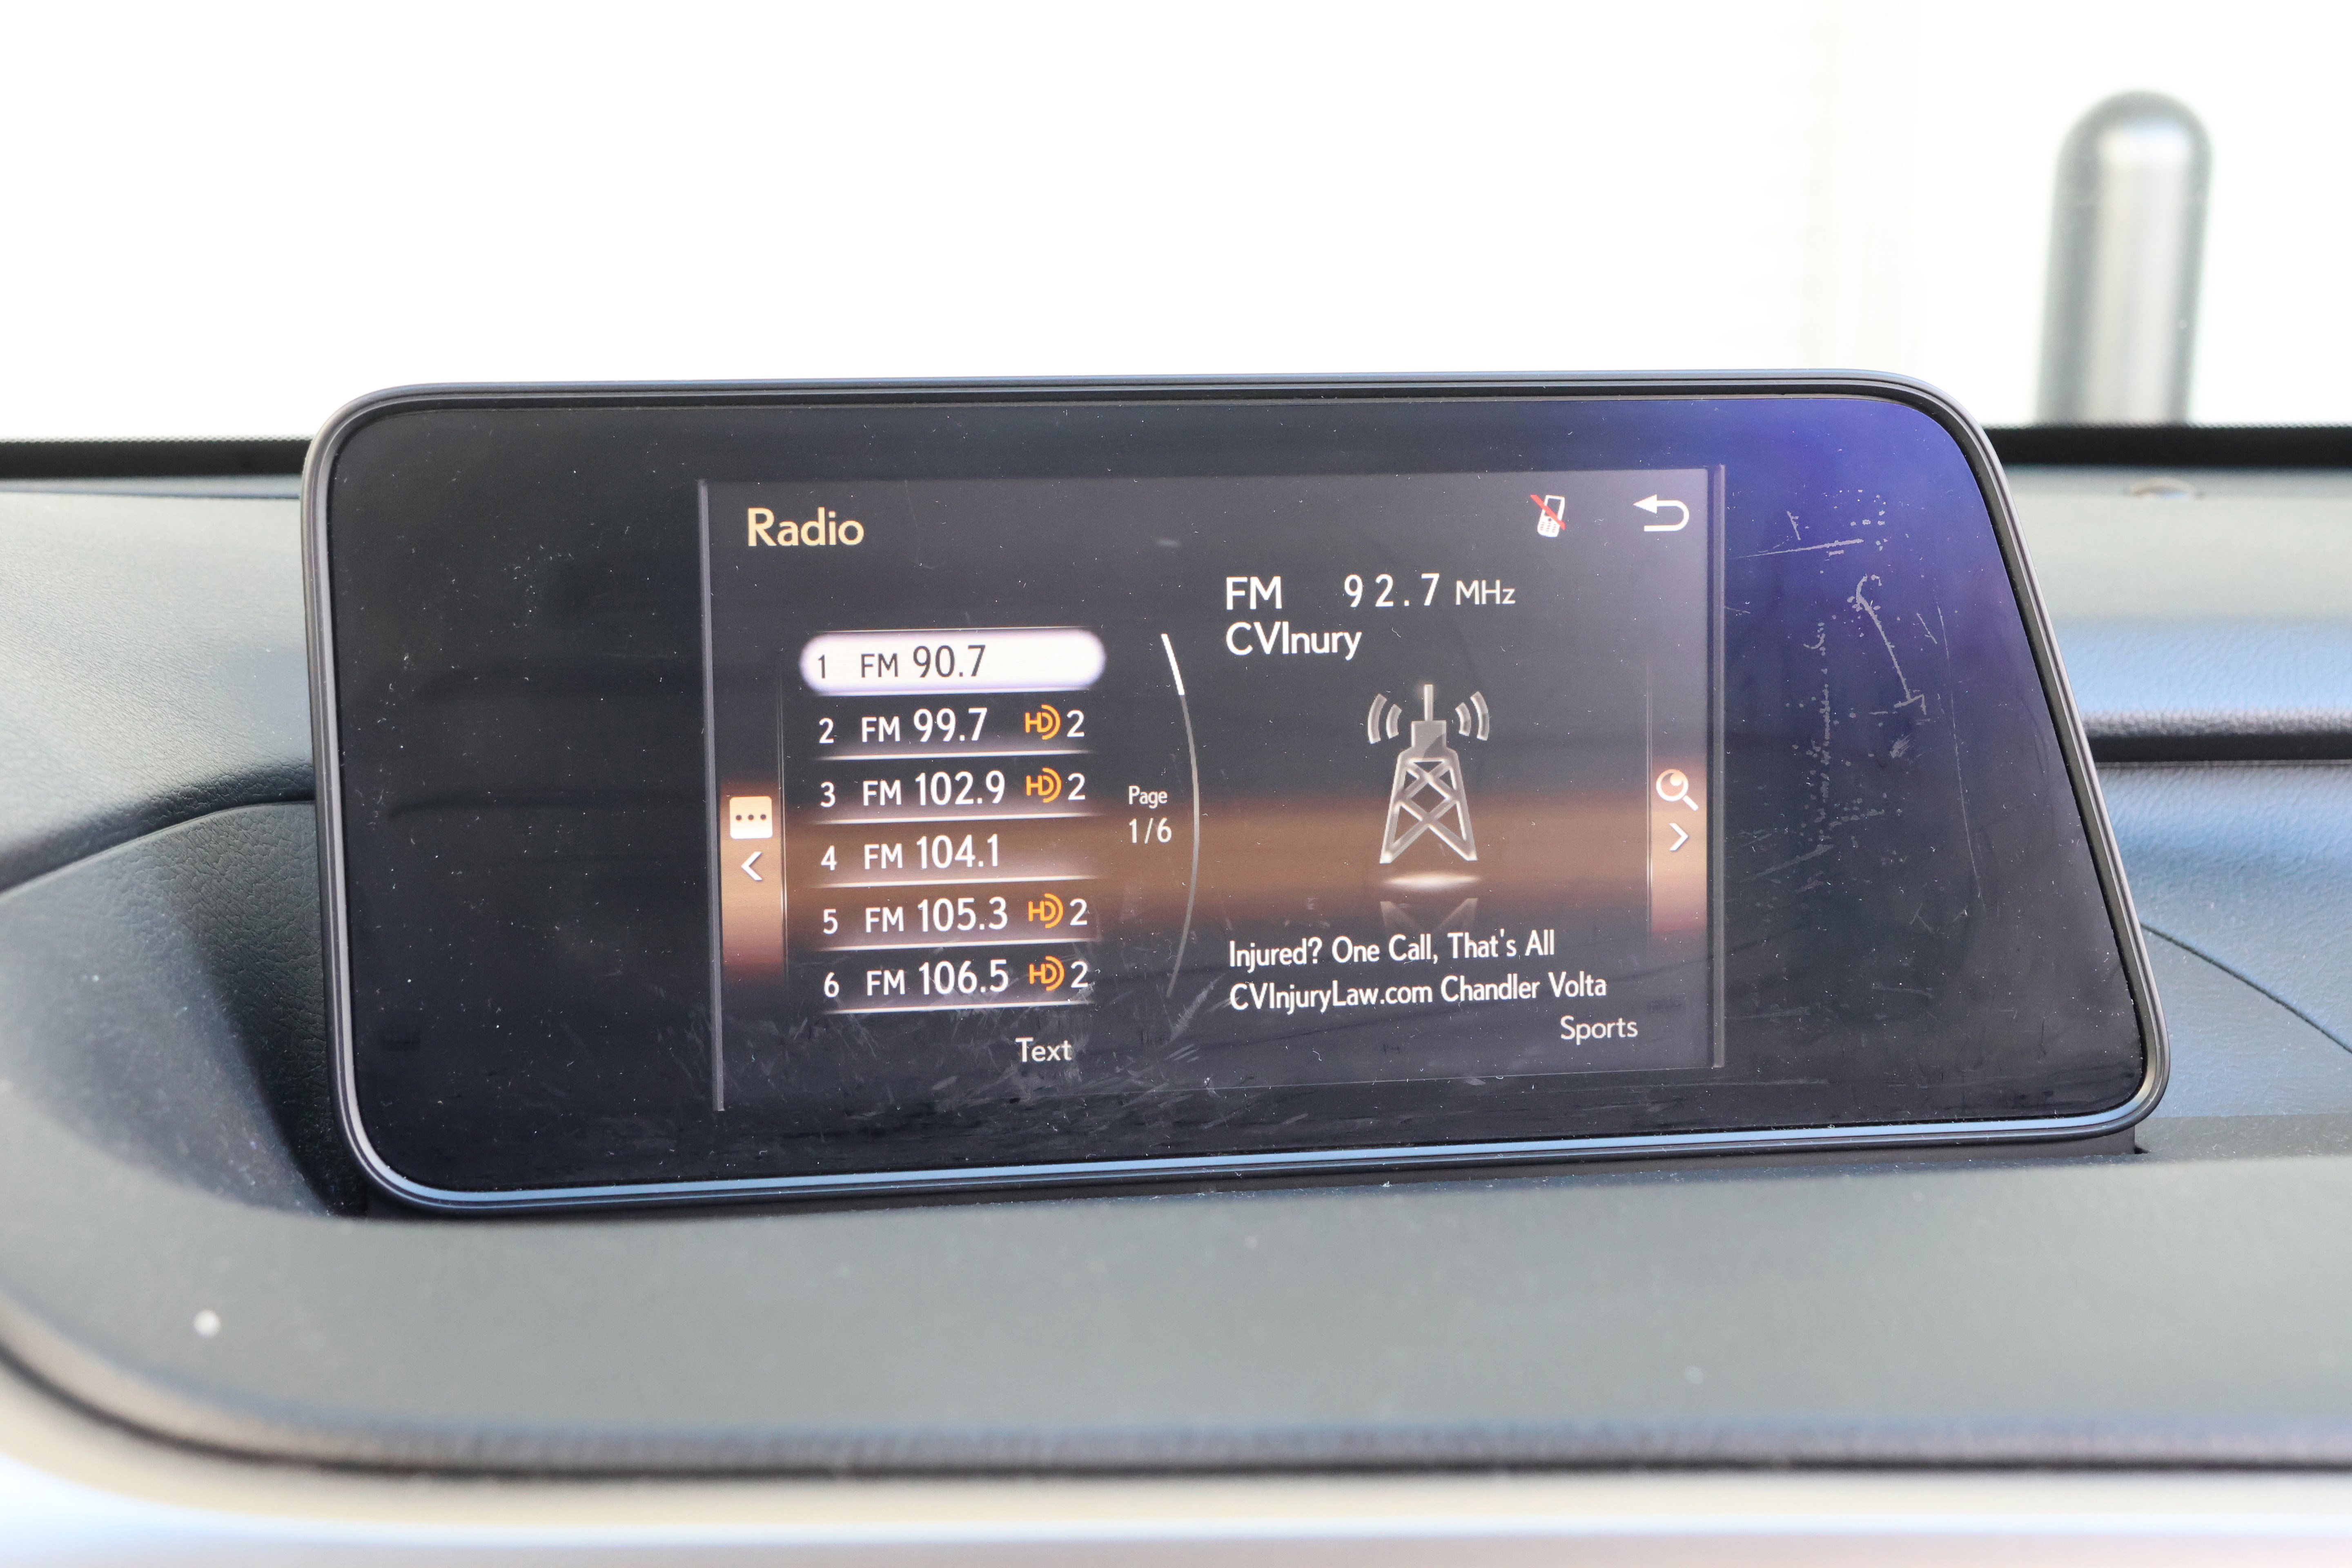 Radio
FM 92.7 MHz
CVInury
1 FM 90.7
2 FM 99.7 HD 2
3 FM 102.9 HD 2
4 FM 104.1
5 FM 105.3 HD 2
6 FM 106.5 HD 2
Page
1/6
Injured? One Call, That's All
CVInjuryLaw.com Chandler Volta
Sports
Text